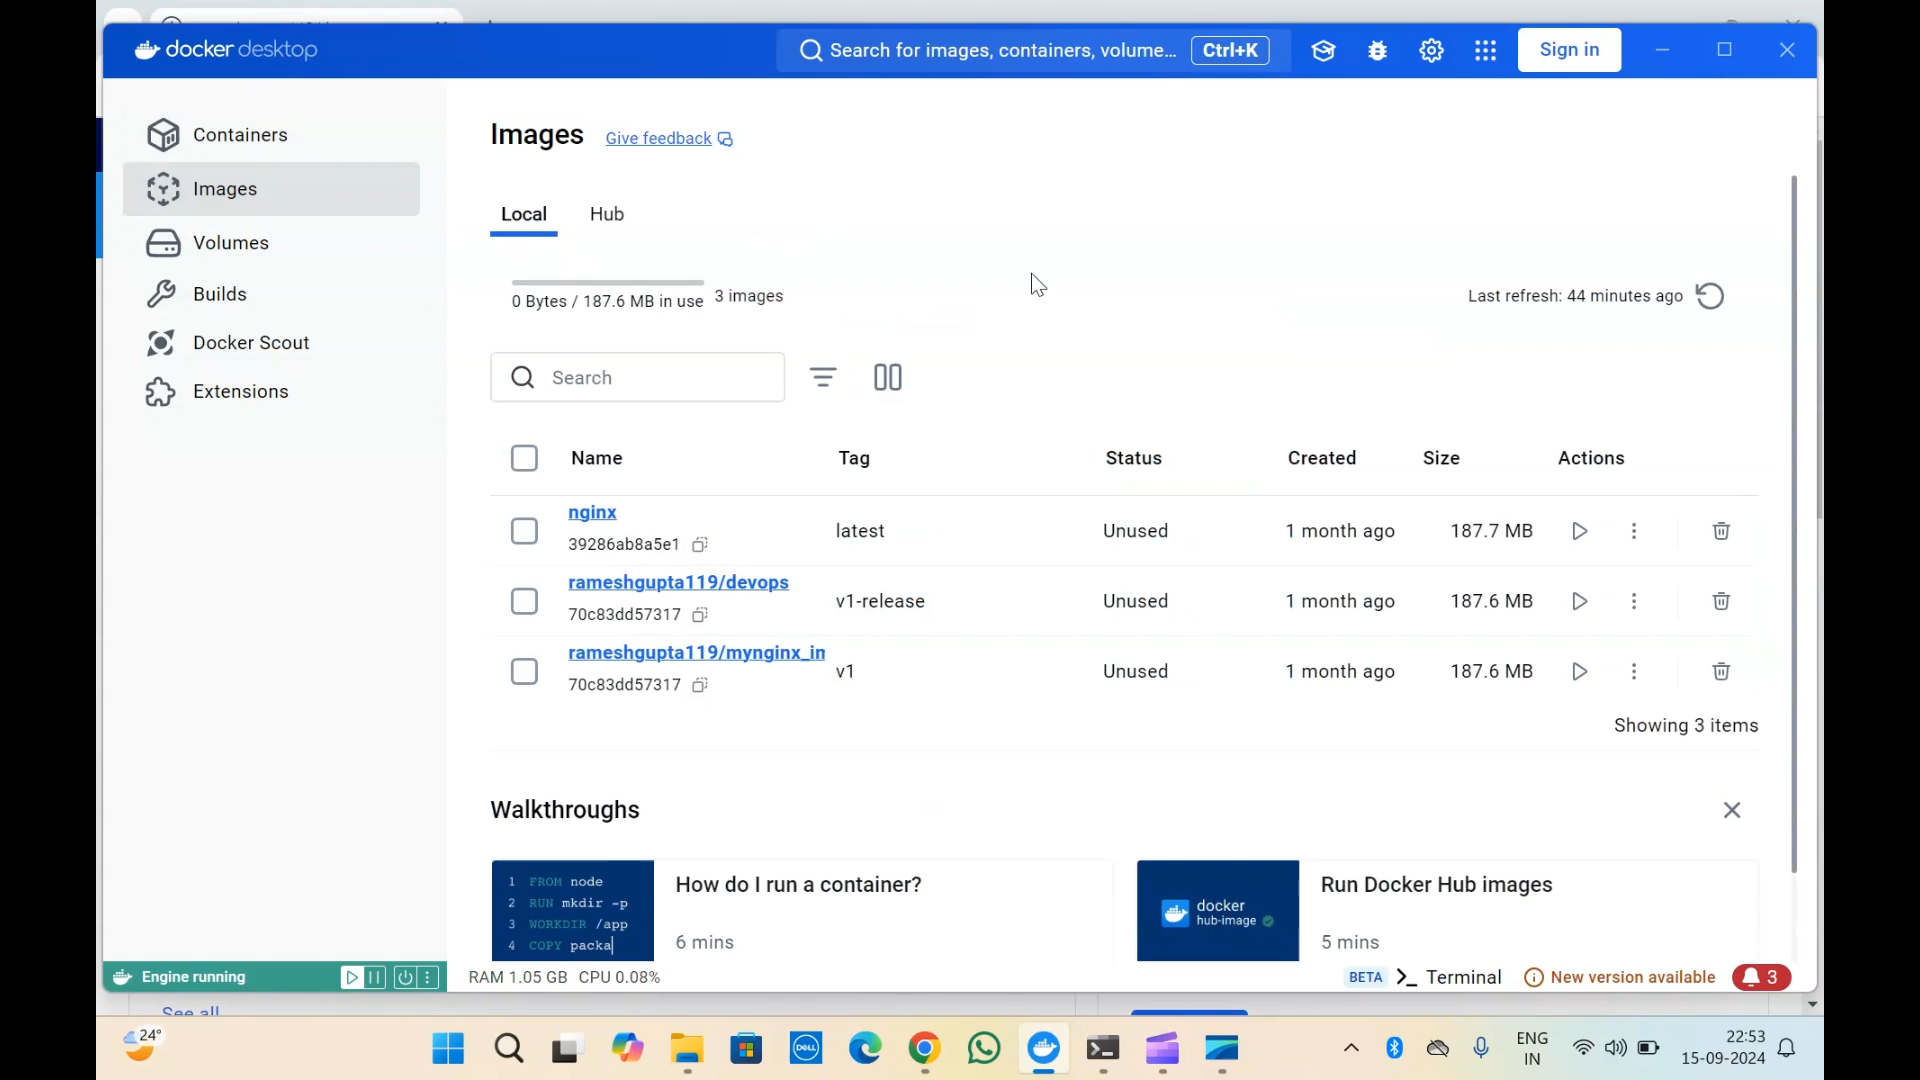 docker desktop
Search for images, containers, volume... Ctrl+K
Sign in
Containers
Images
Volumes
Builds
Docker Scout
Extensions
Images Give feedback
Local Hub
0 Bytes / 187.6 MB in use 3 images
Last refresh: 44 minutes ago
Search
Name Tag Status Created Size Actions
nginx
39286ab8a5e1
latest Unused 1 month ago 187.7 MB
rameshgupta119/devops
70c83dd57317
v1-release Unused 1 month ago 187.6 MB
rameshgupta119/mynginx_im
70c83dd57317
v1 Unused 1 month ago 187.6 MB
Showing 3 items
Walkthroughs
1 FROM node
2 RUN mkdir -p
3 WORKDIR /app
4 COPY packa
How do I run a container?
6 mins
docker
hub-image
Run Docker Hub images
5 mins
Engine running
RAM 1.05 GB CPU 0.08%
BETA >_ Terminal
New version available
3
See all
24°
DELL
ENG
IN
22:53
15-09-2024